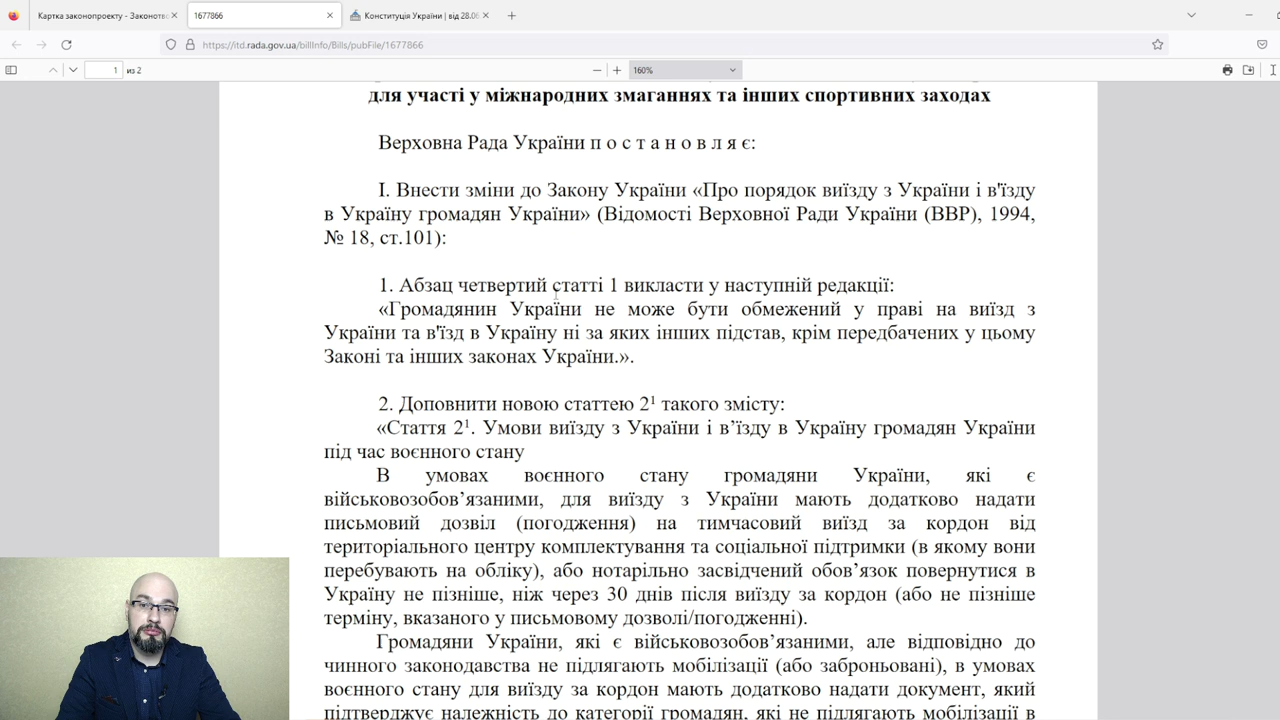 Картка законопроекту - Законотво
1677866
Конституція України | від 28.06
https://itd.rada.gov.ua/billInfo/Bills/pubFile/1677866
1 из 2
160%
для участі у міжнародних змаганнях та інших спортивних заходах
Верховна Рада України п о с т а н о в л я є:
І. Внести зміни до Закону України «Про порядок виїзду з України і в'їзду
в Україну громадян України» (Відомості Верховної Ради України (ВВР), 1994,
№ 18, ст.101):
1. Абзац четвертий статті 1 викласти у наступній редакції:
«Громадянин України не може бути обмежений у праві на виїзд з
України та в'їзд в Україну ні за яких інших підстав, крім передбачених у цьому
Законі та інших законах України.».
2. Доповнити новою статтею 2¹ такого змісту:
«Стаття 2¹. Умови виїзду з України і в’їзду в Україну громадян України
під час воєнного стану
В умовах воєнного стану громадяни України, які є
військовозобов’язаними, для виїзду з України мають додатково надати
письмовий дозвіл (погодження) на тимчасовий виїзд за кордон від
територіального центру комплектування та соціальної підтримки (в якому вони
перебувають на обліку), або нотаріально засвідчений обов’язок повернутися в
Україну не пізніше, ніж через 30 днів після виїзду за кордон (або не пізніше
терміну, вказаного у письмовому дозволі/погодженні).
Громадяни України, які є військовозобов’язаними, але відповідно до
чинного законодавства не підлягають мобілізації (або заброньовані), в умовах
воєнного стану для виїзду за кордон мають додатково надати документ, який
підтверджує належність до категорії громадян, які не підлягають мобілізації в